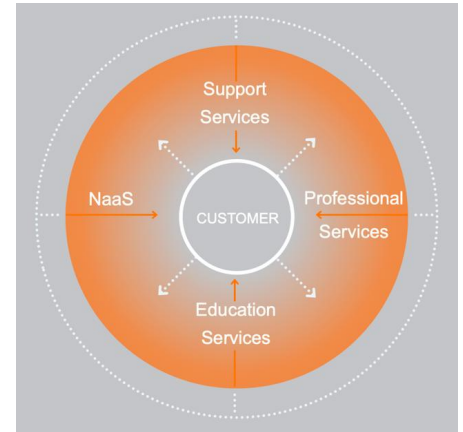 Support
Services
NaaS
CUSTOMER
Professional
Services
Education
Services